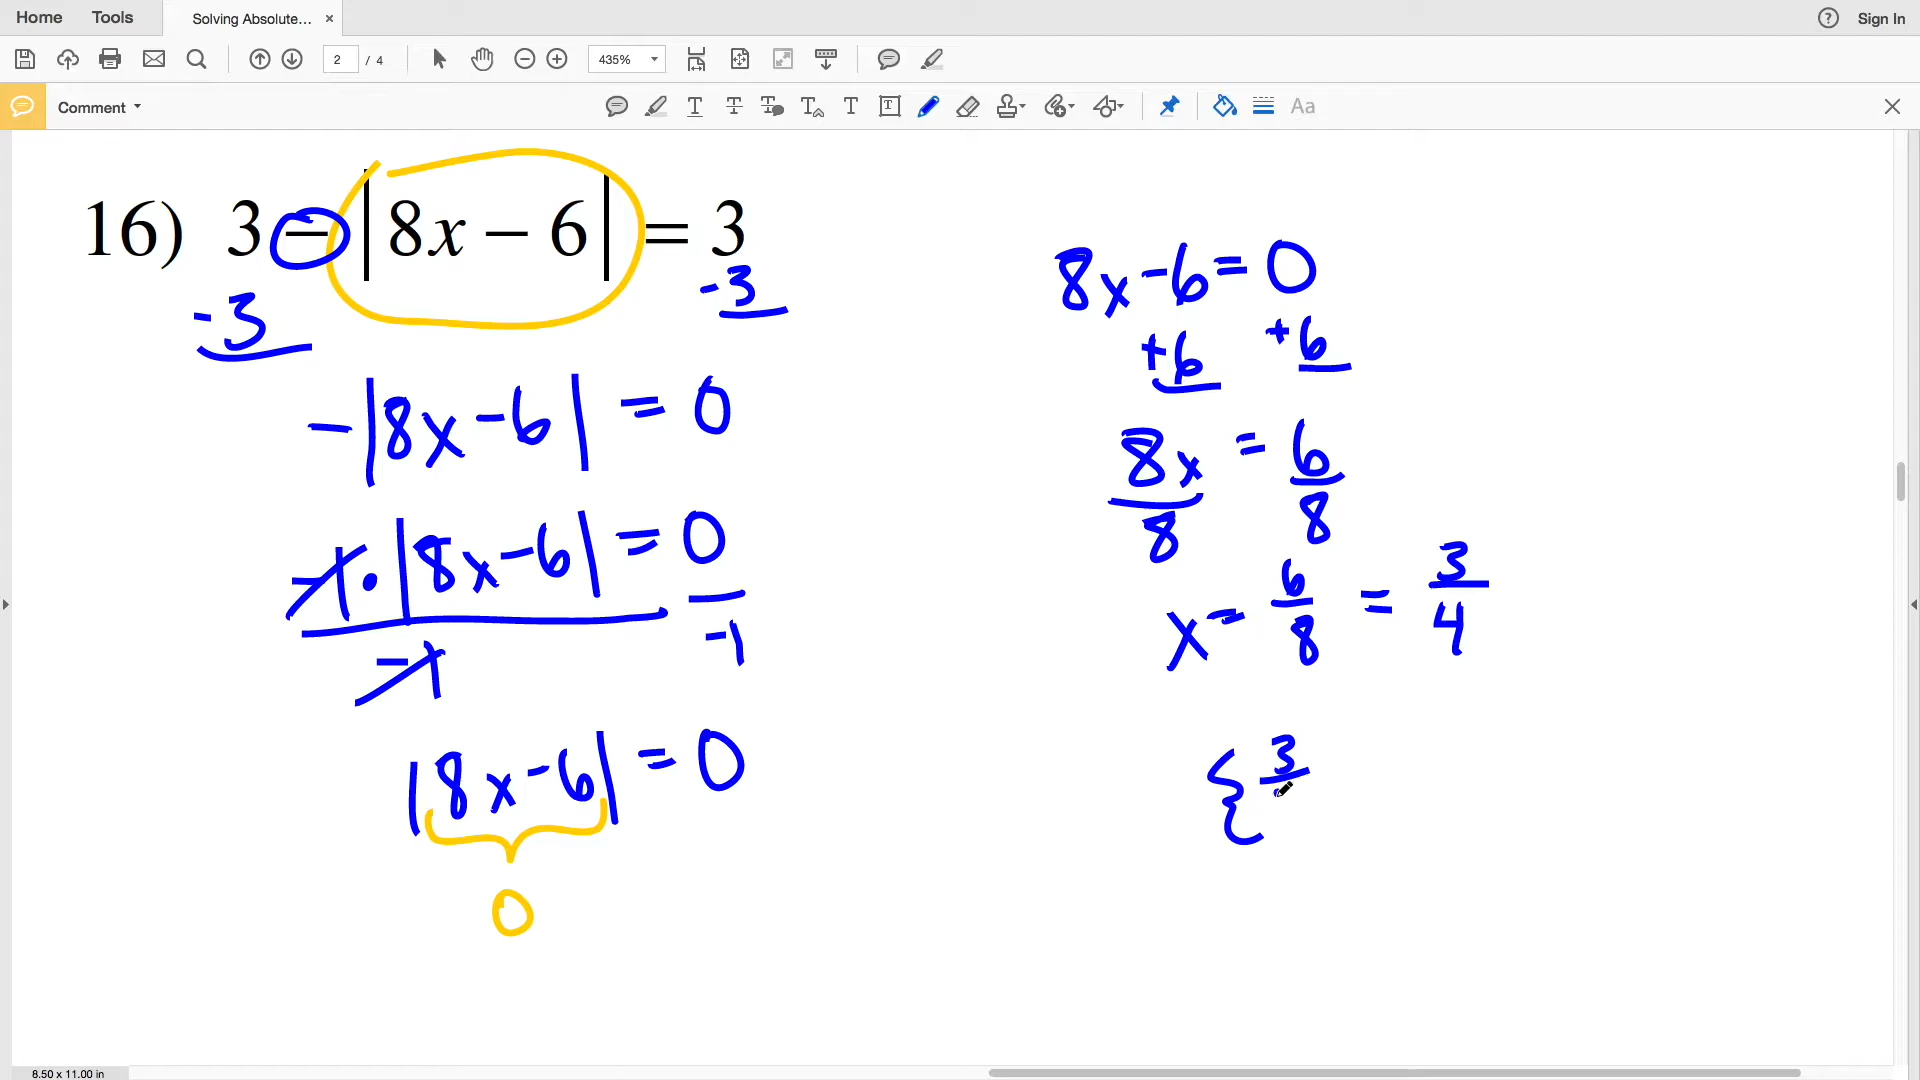 Home Tools Solving Absolute... × ? Sign In
2 / 4 435%
Comment T T T T T T Aa
16) 3 − |8x − 6| = 3
-3 -3
-|8x-6| = 0
-1·|8x-6| = 0
-1 -1
|8x-6| = 0
0
8x-6=0
+6 +6
8x = 6
8 8
x = 6/8 = 3/4
{3
8.50 x 11.00 in